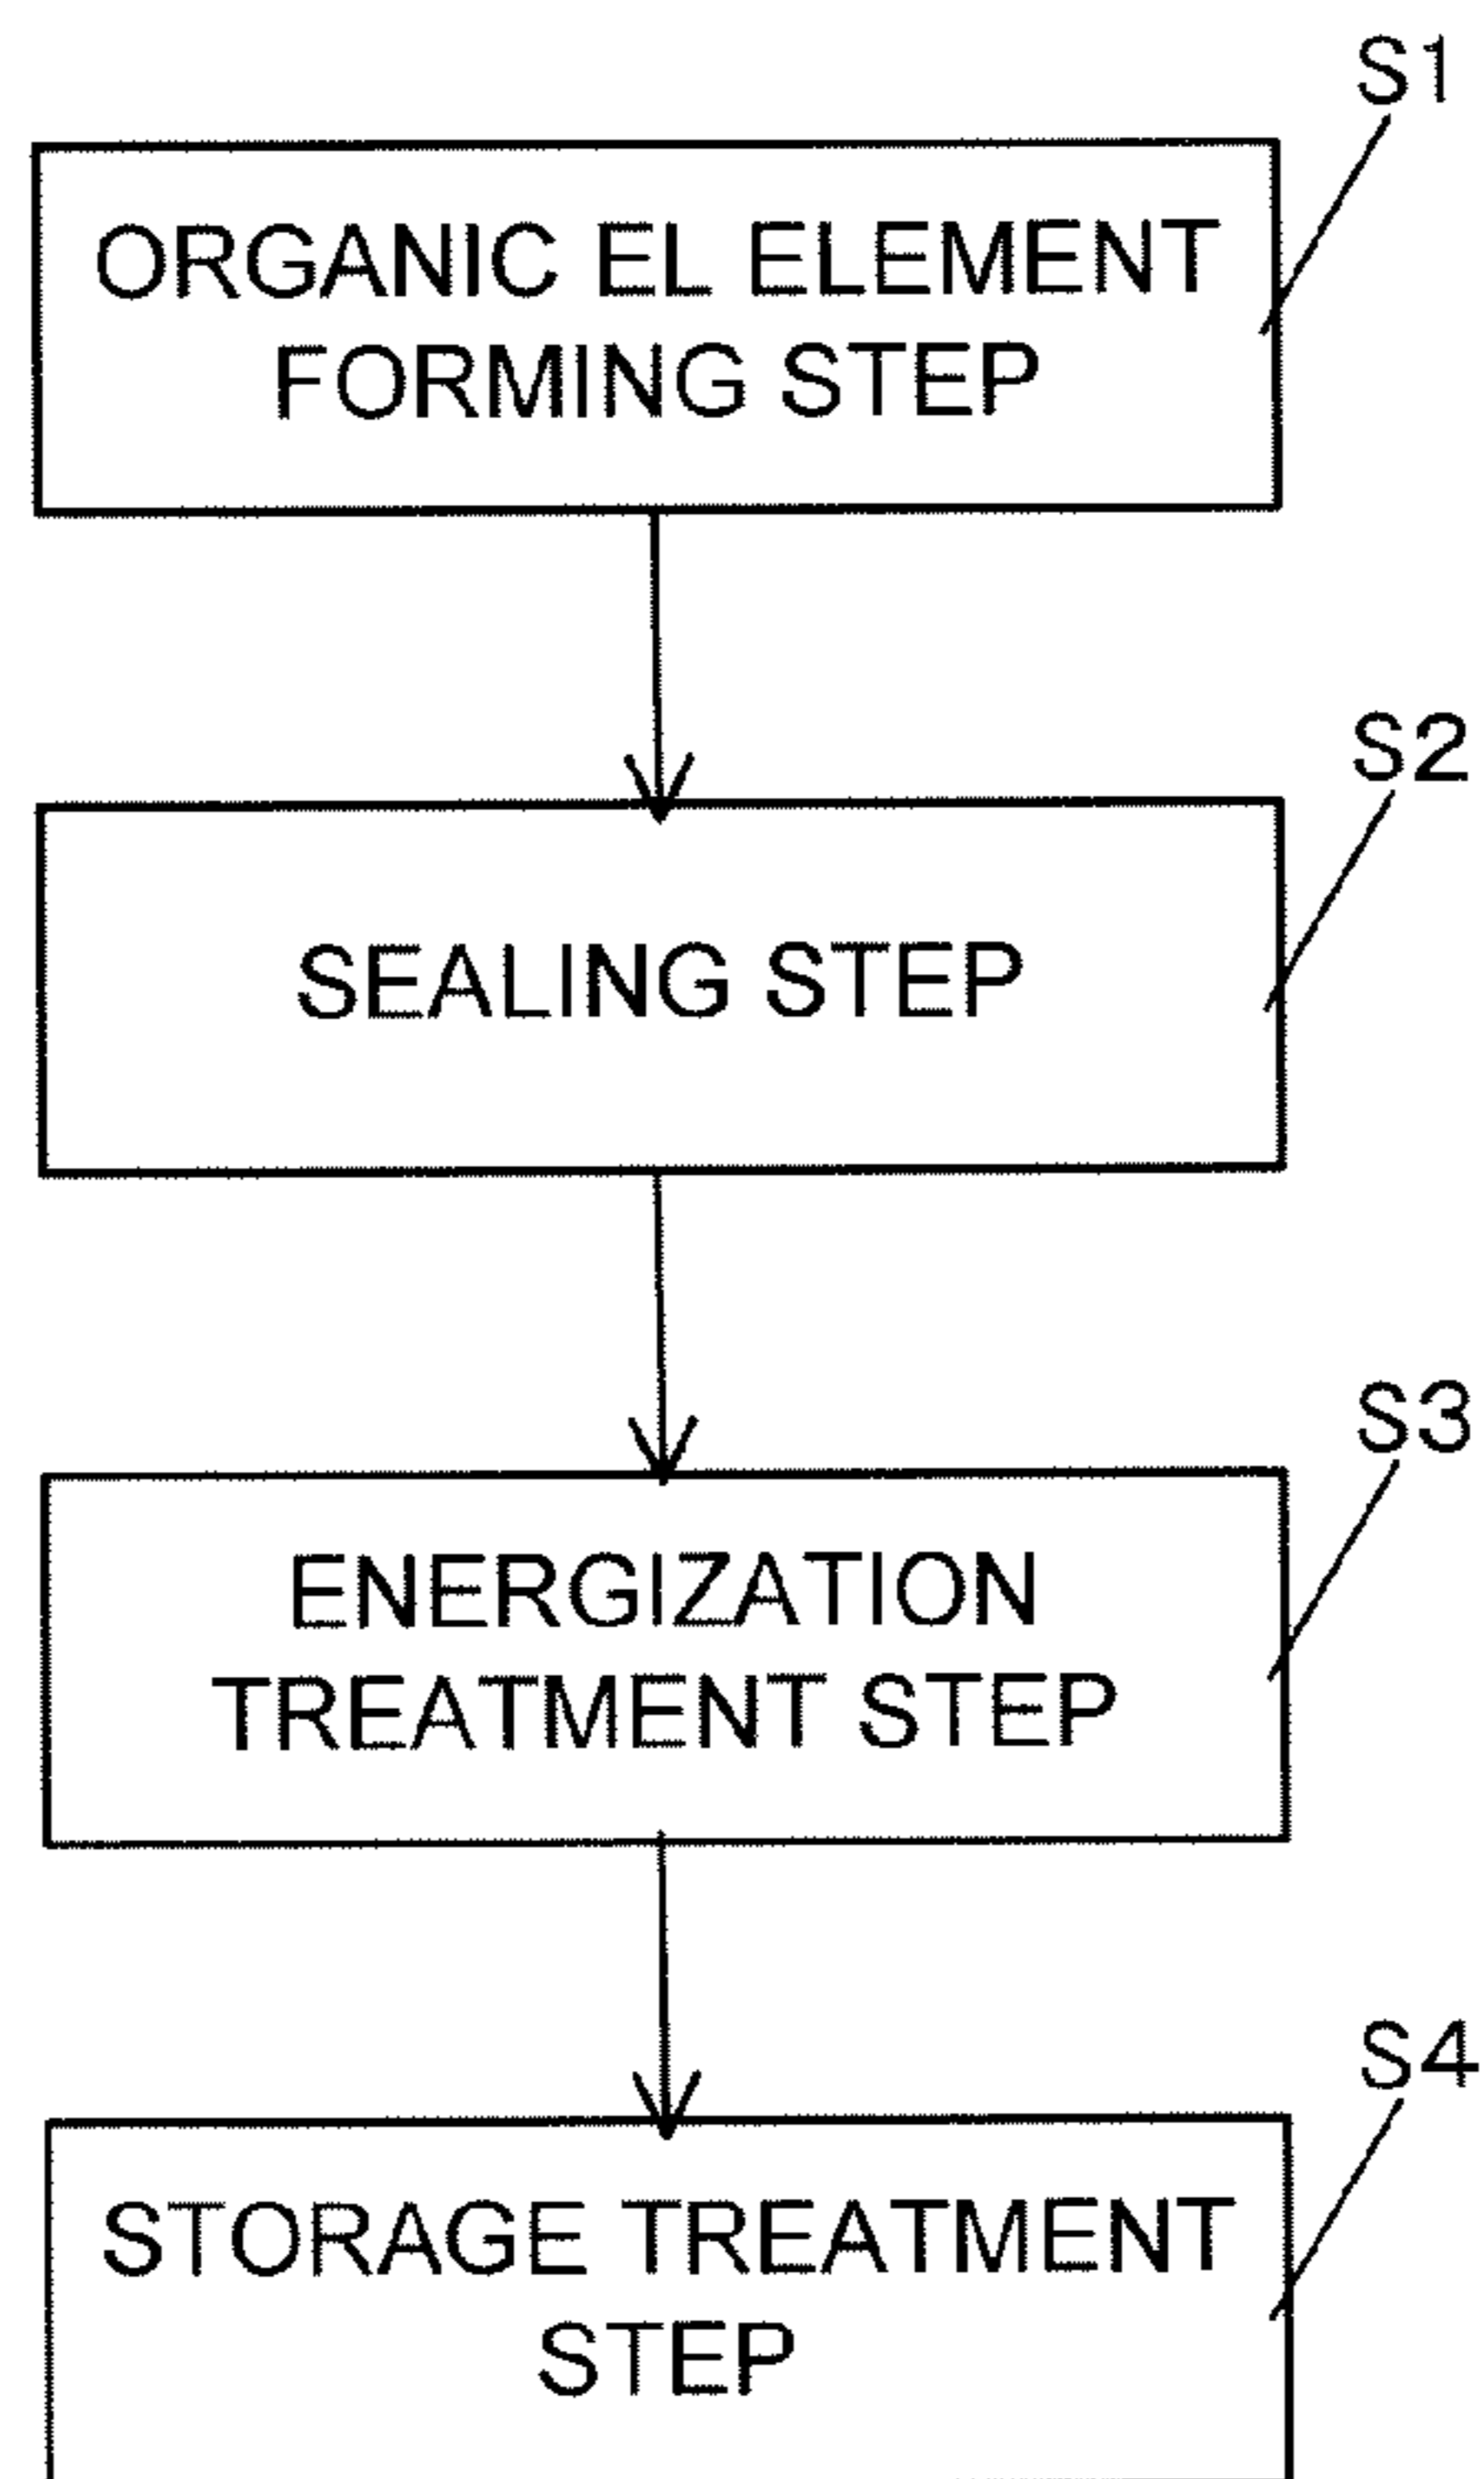 S1
ORGANIC EL ELEMENT
FORMING STEP
S2
SEALING STEP
S3
ENERGIZATION
TREATMENT STEP
S4
STORAGE TREATMENT
STEP